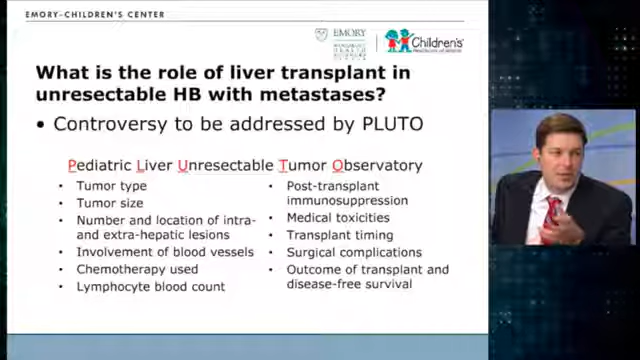 EMORY–CHILDREN'S CENTER
EMORY
Children's
What is the role of liver transplant in
unresectable HB with metastases?
• Controversy to be addressed by PLUTO
Pediatric Liver Unresectable Tumor Observatory
• Tumor type
• Tumor size
• Number and location of intra-
and extra-hepatic lesions
• Involvement of blood vessels
• Chemotherapy used
• Lymphocyte blood count
• Post-transplant
immunosuppression
• Medical toxicities
• Transplant timing
• Surgical complications
• Outcome of transplant and
disease-free survival